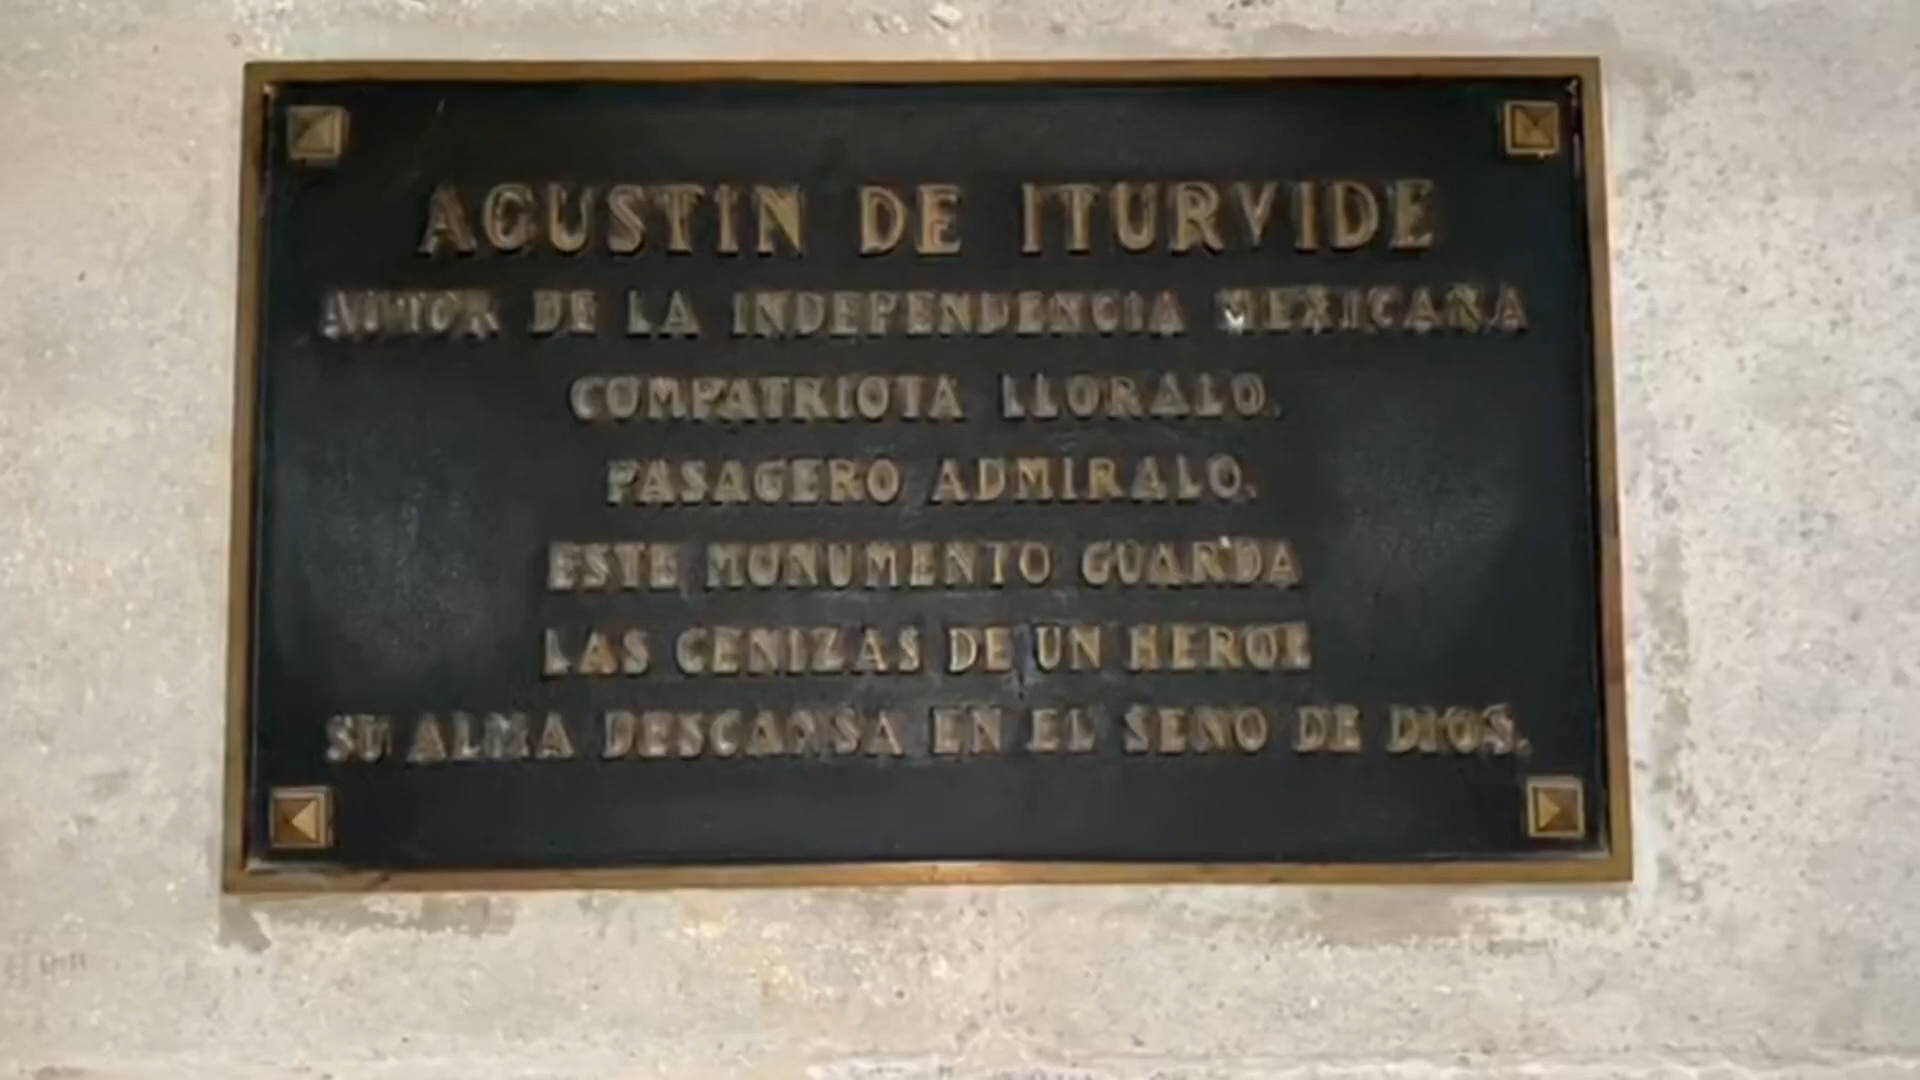 AGUSTIN DE ITURVIDE
AUTOR DE LA INDEPENDENCIA MEXICANA
COMPATRIOTA LLORALO.
PASAGERO ADMIRALO.
ESTE MONUMENTO GUARDA
LAS CENIZAS DE UN HEROE
SU ALMA DESCANSA EN EL SENO DE DIOS.